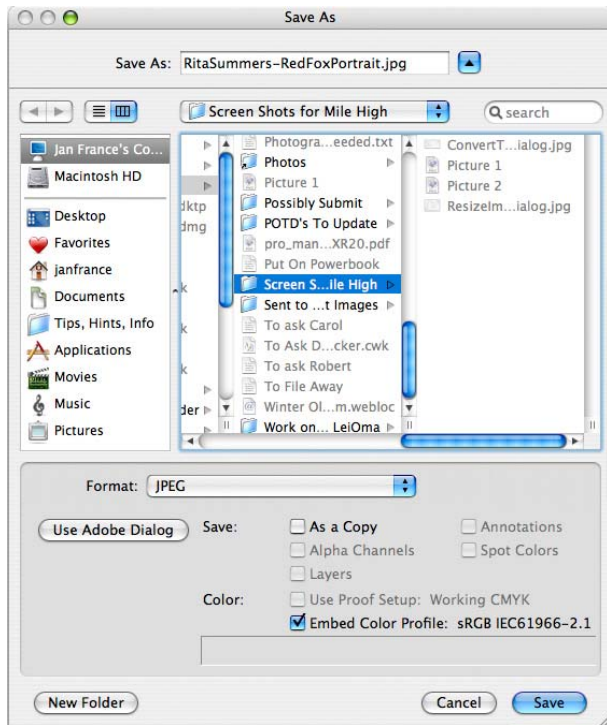 Save As
Save As: RitaSummers-RedFoxPortrait.jpg
Screen Shots for Mile High
search
Jan France's Co...
Macintosh HD
Desktop
Favorites
janfrance
Documents
Tips, Hints, Info
Applications
Movies
Music
Pictures
dktp
dmg
k
k
k
der
Photogra...eeded.txt
Photos
Picture 1
Possibly Submit
POTD's To Update
pro_man...XR20.pdf
Put On Powerbook
Screen S...ile High
Sent to ...t Images
To ask Carol
To Ask D...cker.cwk
To ask Robert
To File Away
Winter Ol...m.webloc
Work on... LeiOma
ConvertT...ialog.jpg
Picture 1
Picture 2
ResizeIm...ialog.jpg
Format: JPEG
Use Adobe Dialog
Save: As a Copy Annotations
Alpha Channels Spot Colors
Layers
Color: Use Proof Setup: Working CMYK
Embed Color Profile: sRGB IEC61966-2.1
New Folder Cancel Save